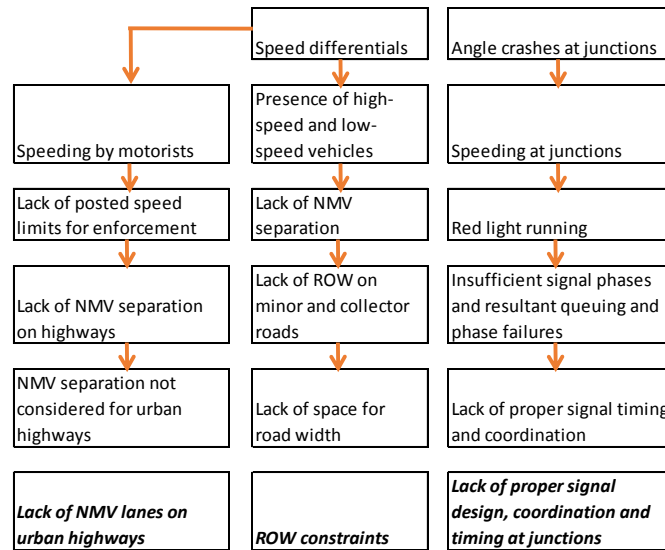 Speed differentials
Angle crashes at junctions
Speeding by motorists
Presence of high-
speed and low-
speed vehicles
Speeding at junctions
Lack of posted speed
limits for enforcement
Lack of NMV
separation
Red light running
Lack of NMV separation
on highways
Lack of ROW on
minor and collector
roads
Insufficient signal phases
and resultant queuing and
phase failures
NMV separation not
considered for urban
highways
Lack of space for
road width
Lack of proper signal timing
and coordination
Lack of NMV lanes on
urban highways
ROW constraints
Lack of proper signal
design, coordination and
timing at junctions